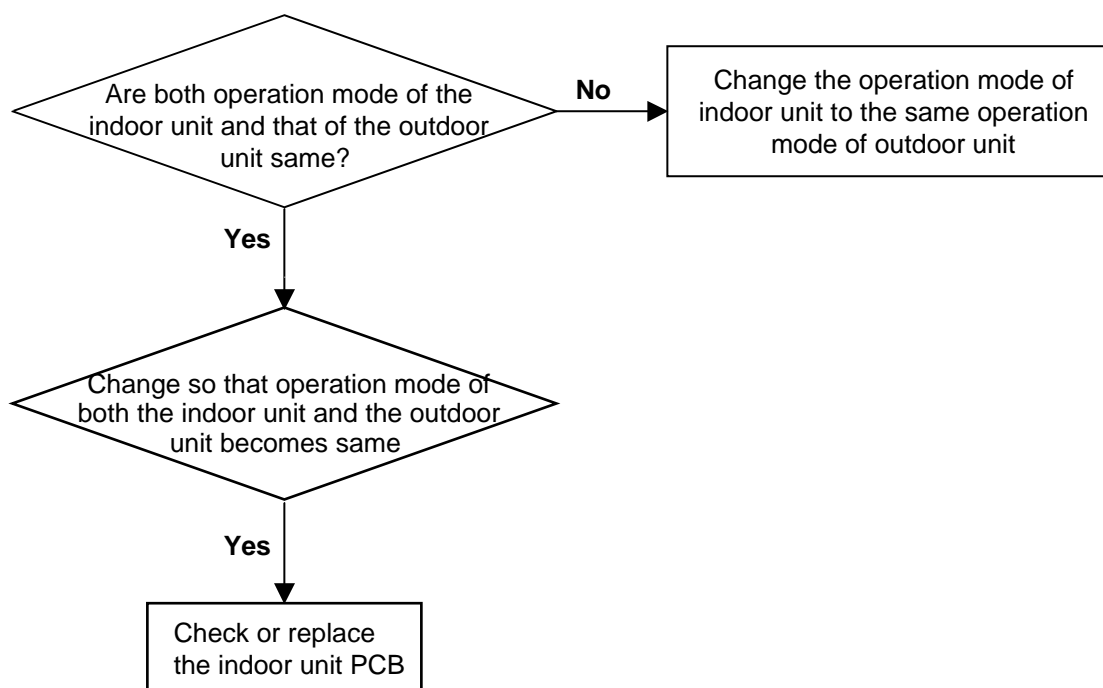 Are both operation mode of the
indoor unit and that of the outdoor
unit same?
No
Change the operation mode of
indoor unit to the same operation
mode of outdoor unit
Yes
Change so that operation mode of
both the indoor unit and the outdoor
unit becomes same
Yes
Check or replace
the indoor unit PCB